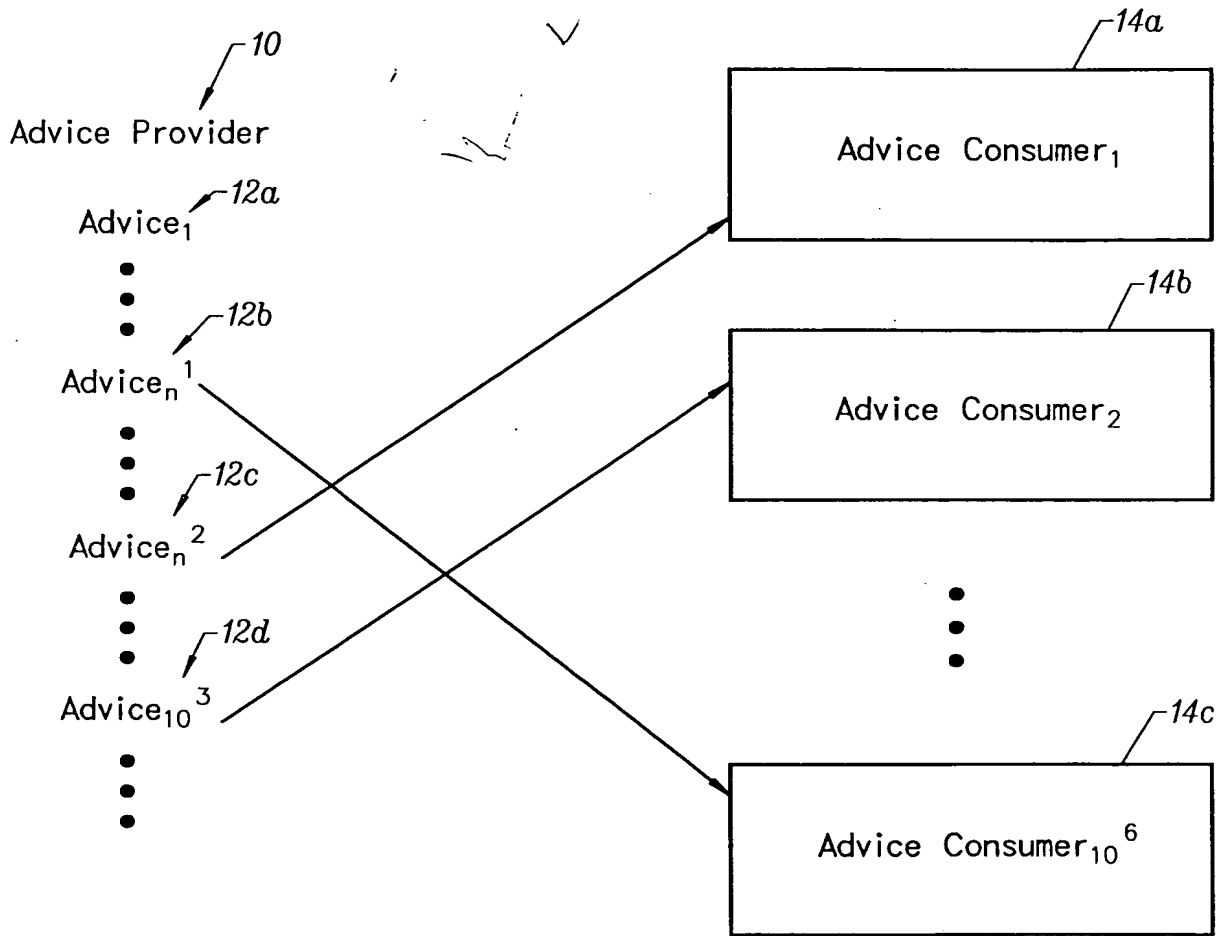 10
Advice Provider
12a
Advice₁
12b
Adviceₙ¹
12c
Adviceₙ²
12d
Advice₁₀³
14a
Advice Consumer₁
14b
Advice Consumer₂
14c
Advice Consumer₁₀⁶